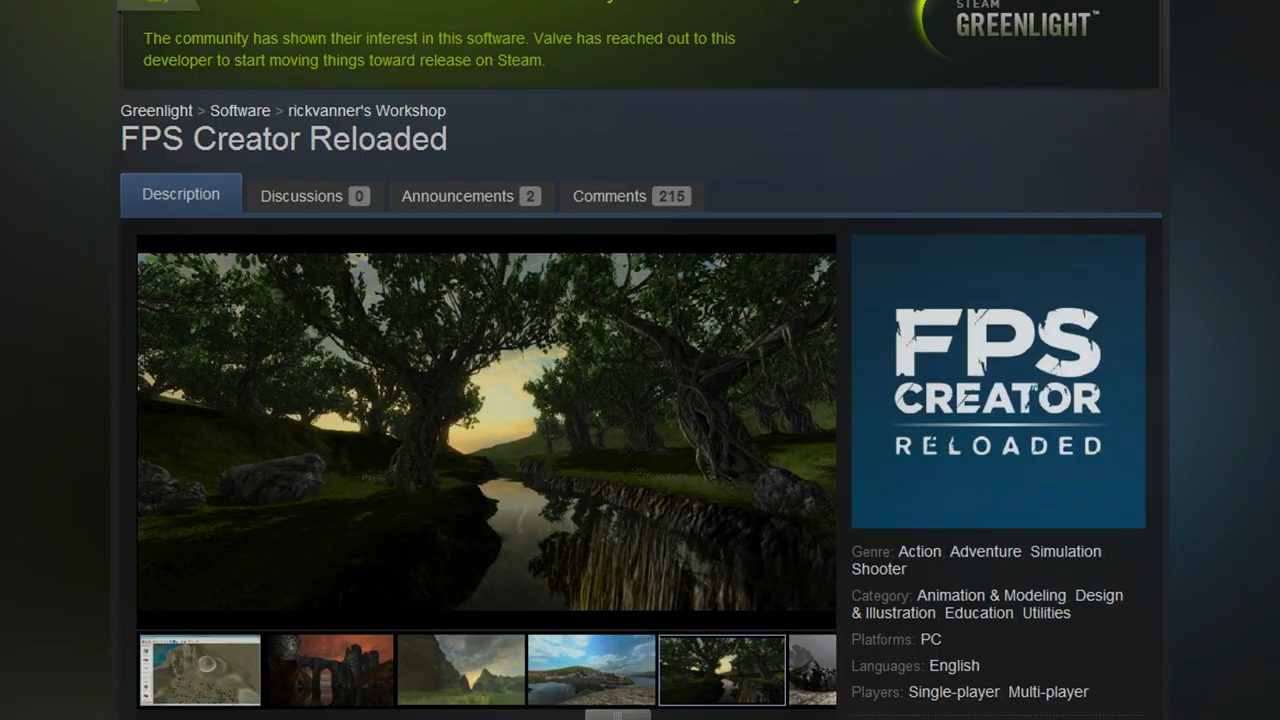 STEAM
GREENLIGHT™
The community has shown their interest in this software. Valve has reached out to this
developer to start moving things toward release on Steam.
Greenlight > Software > rickvanner's Workshop
FPS Creator Reloaded
Description
Discussions 0
Announcements 2
Comments 215
FPS
CREATOR
RELOADED
Genre: Action Adventure Simulation
Shooter
Category: Animation & Modeling Design
& Illustration Education Utilities
Platforms: PC
Languages: English
Players: Single-player Multi-player